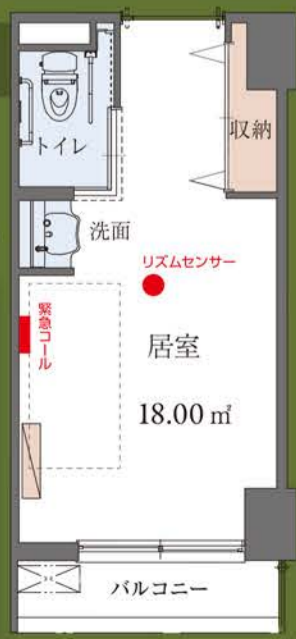 トイレ
収納
洗面
リズムセンサー
緊急コール
居室
18.00㎡
バルコニー